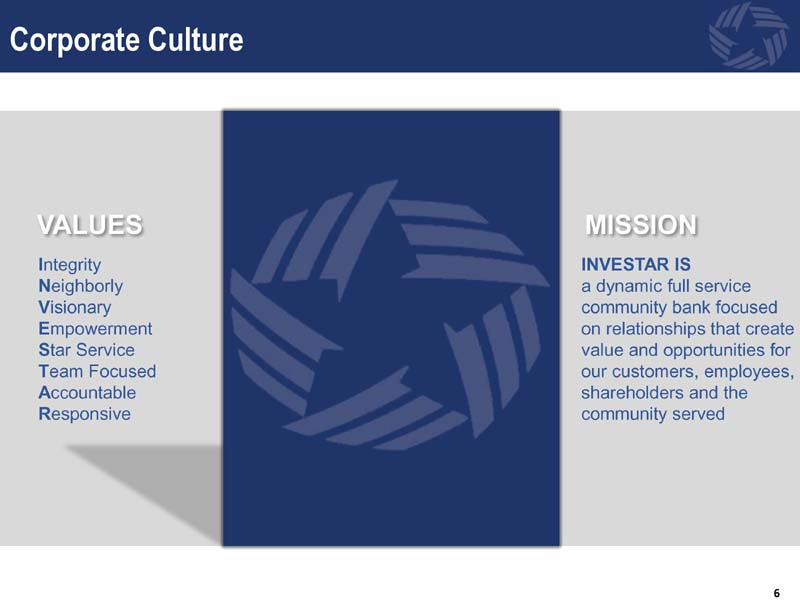 Corporate Culture
VALUES
Integrity
Neighborly
Visionary
Empowerment
Star Service
Team Focused
Accountable
Responsive
MISSION
INVESTAR IS
a dynamic full service
community bank focused
on relationships that create
value and opportunities for
our customers, employees,
shareholders and the
community served
6